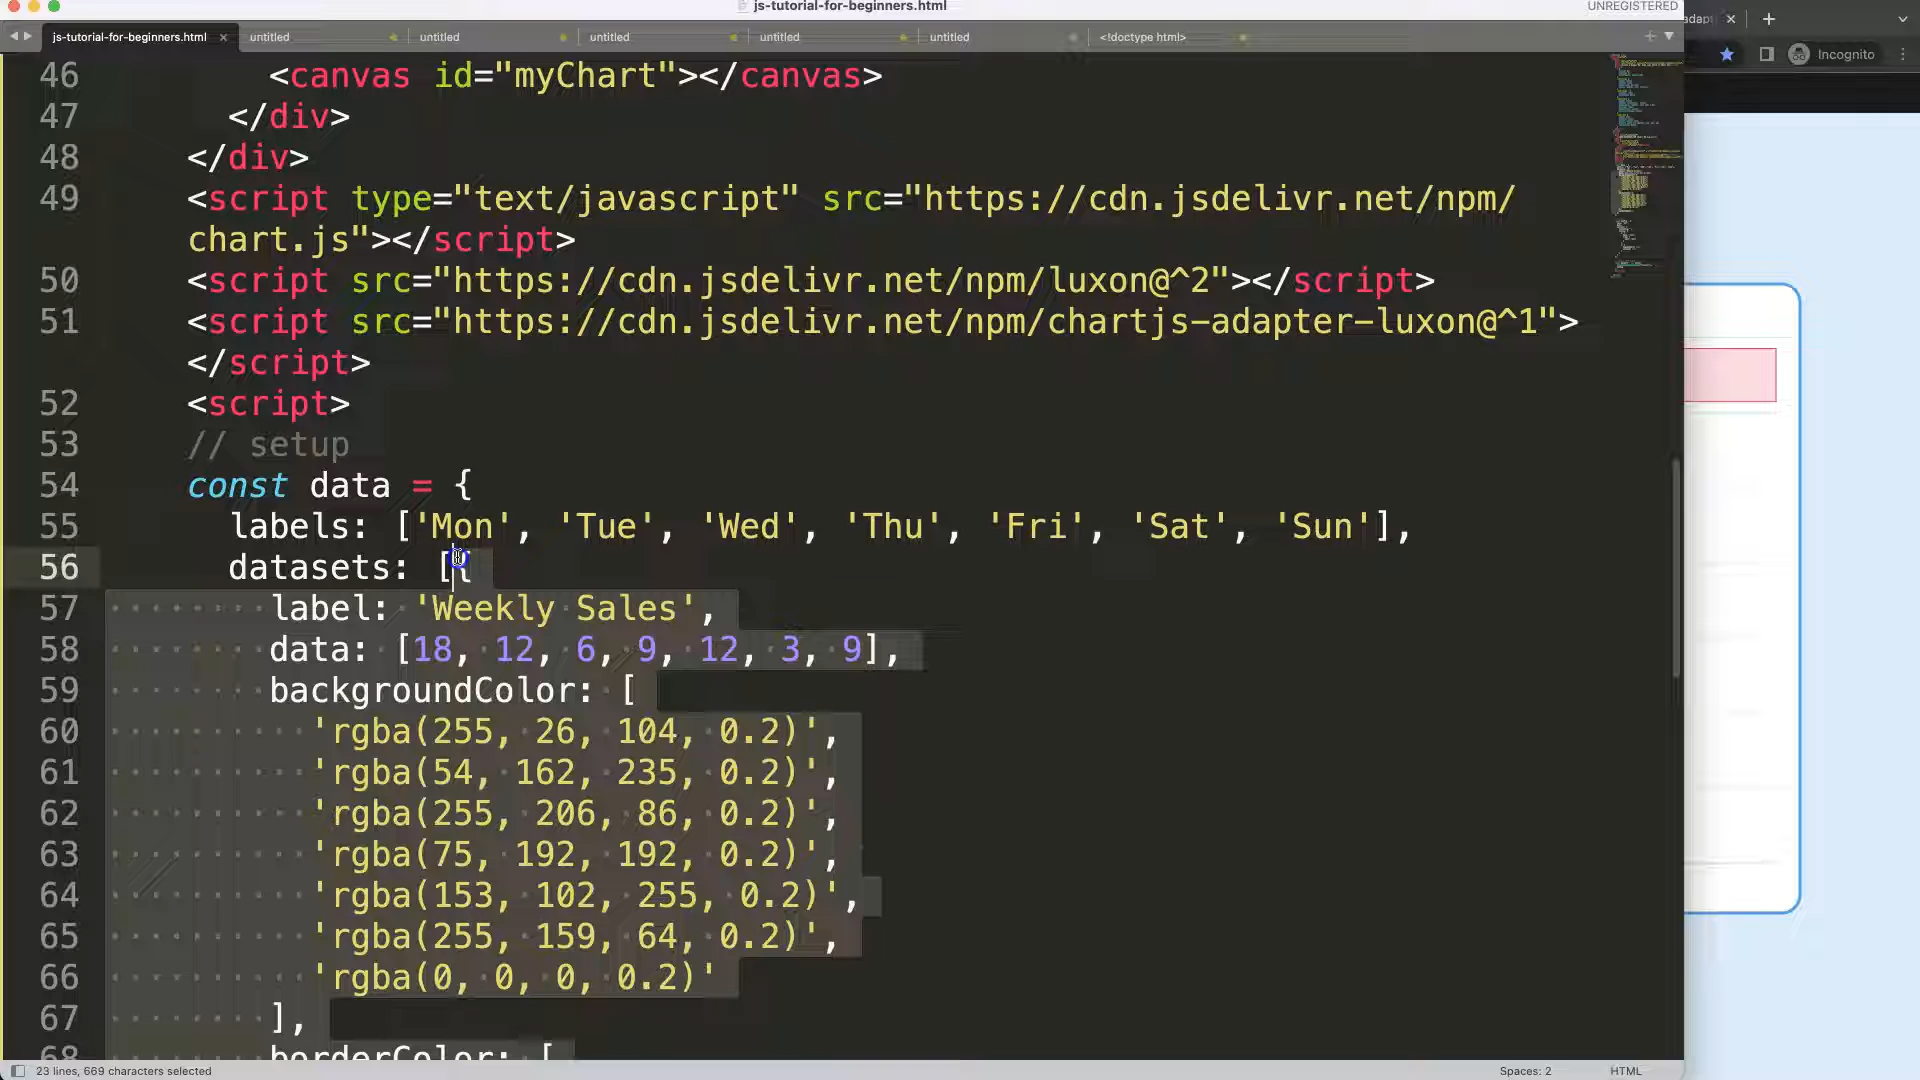 js-tutorial-for-beginners.html
UNREGISTERED
js-tutorial-for-beginners.html × untitled untitled untitled untitled untitled <!doctype html>
Incognito
46 <canvas id="myChart"></canvas>
47 </div>
48 </div>
49 <script type="text/javascript" src="https://cdn.jsdelivr.net/npm/
chart.js"></script>
50 <script src="https://cdn.jsdelivr.net/npm/luxon@^2"></script>
51 <script src="https://cdn.jsdelivr.net/npm/chartjs-adapter-luxon@^1">
</script>
52 <script>
53 // setup
54 const data = {
55 labels: ['Mon', 'Tue', 'Wed', 'Thu', 'Fri', 'Sat', 'Sun'],
56 datasets: [{
57 label: 'Weekly Sales',
58 data: [18, 12, 6, 9, 12, 3, 9],
59 backgroundColor: [
60 'rgba(255, 26, 104, 0.2)',
61 'rgba(54, 162, 235, 0.2)',
62 'rgba(255, 206, 86, 0.2)',
63 'rgba(75, 192, 192, 0.2)',
64 'rgba(153, 102, 255, 0.2)',
65 'rgba(255, 159, 64, 0.2)',
66 'rgba(0, 0, 0, 0.2)'
67 ],
68 borderColor: [
23 lines, 669 characters selected
Spaces: 2
HTML